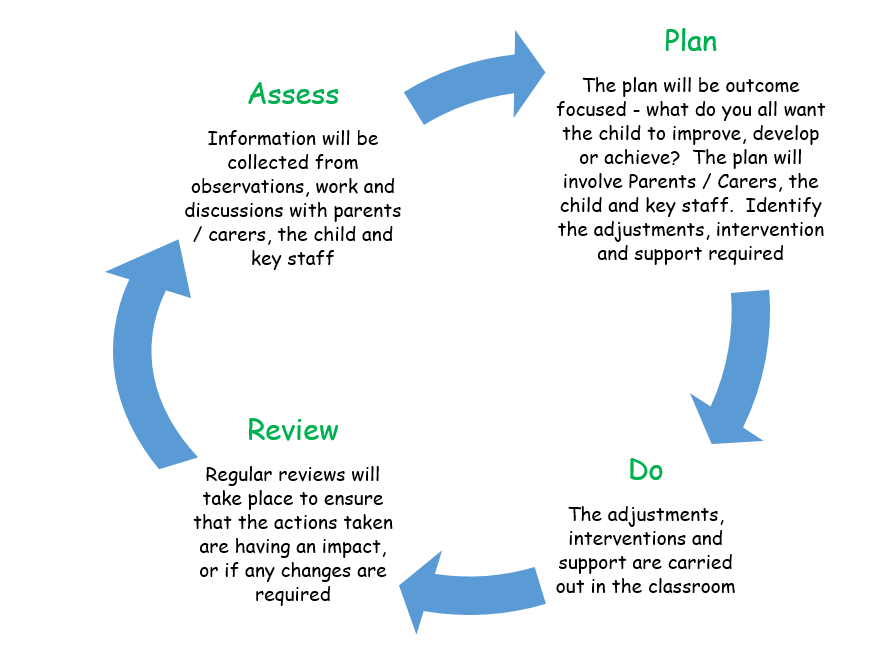 Assess
Information will be
collected from
observations, work and
discussions with parents
/ carers, the child and
key staff
Plan
The plan will be outcome
focused - what do you all want
the child to improve, develop
or achieve?  The plan will
involve Parents / Carers, the
child and key staff.  Identify
the adjustments, intervention
and support required
Do
The adjustments,
interventions and
support are carried
out in the classroom
Review
Regular reviews will
take place to ensure
that the actions taken
are having an impact,
or if any changes are
required